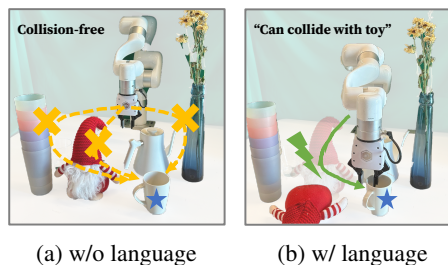 Collision-free
“Can collide with toy”
(a) w/o language
(b) w/ language